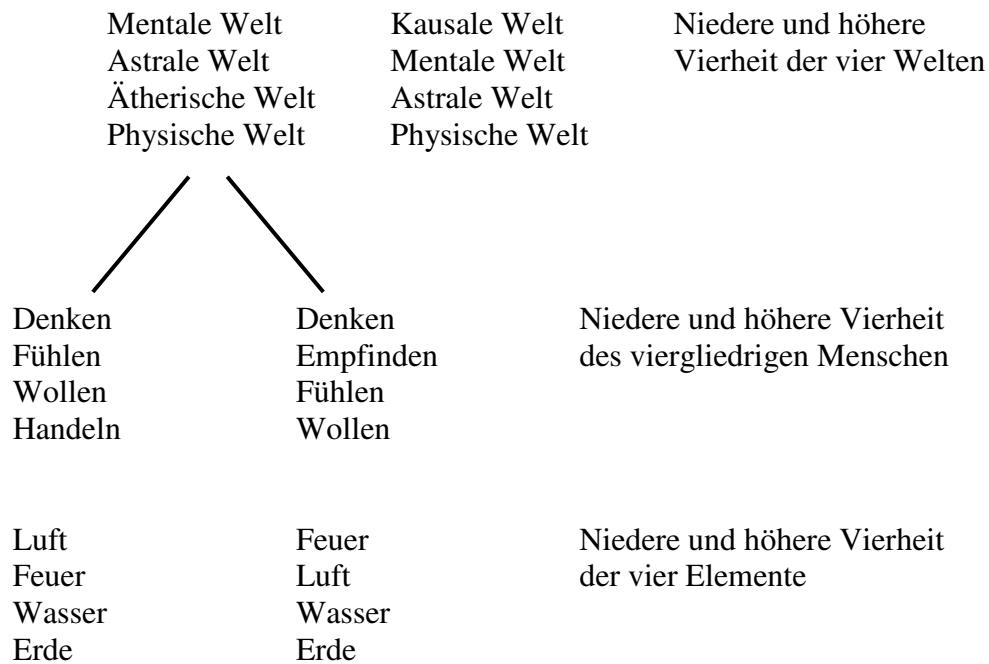 Mentale Welt Kausale Welt Niedere und höhere
Astrale Welt Mentale Welt Vierheit der vier Welten
Ätherische Welt Astrale Welt
Physische Welt Physische Welt
Denken Denken Niedere und höhere Vierheit
Fühlen Empfinden des viergliedrigen Menschen
Wollen Fühlen
Handeln Wollen
Luft Feuer Niedere und höhere Vierheit
Feuer Luft der vier Elemente
Wasser Wasser
Erde Erde